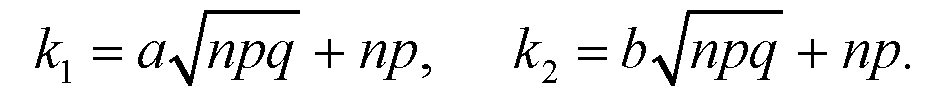 k₁ = a√npq + np, k₂ = b√npq + np.